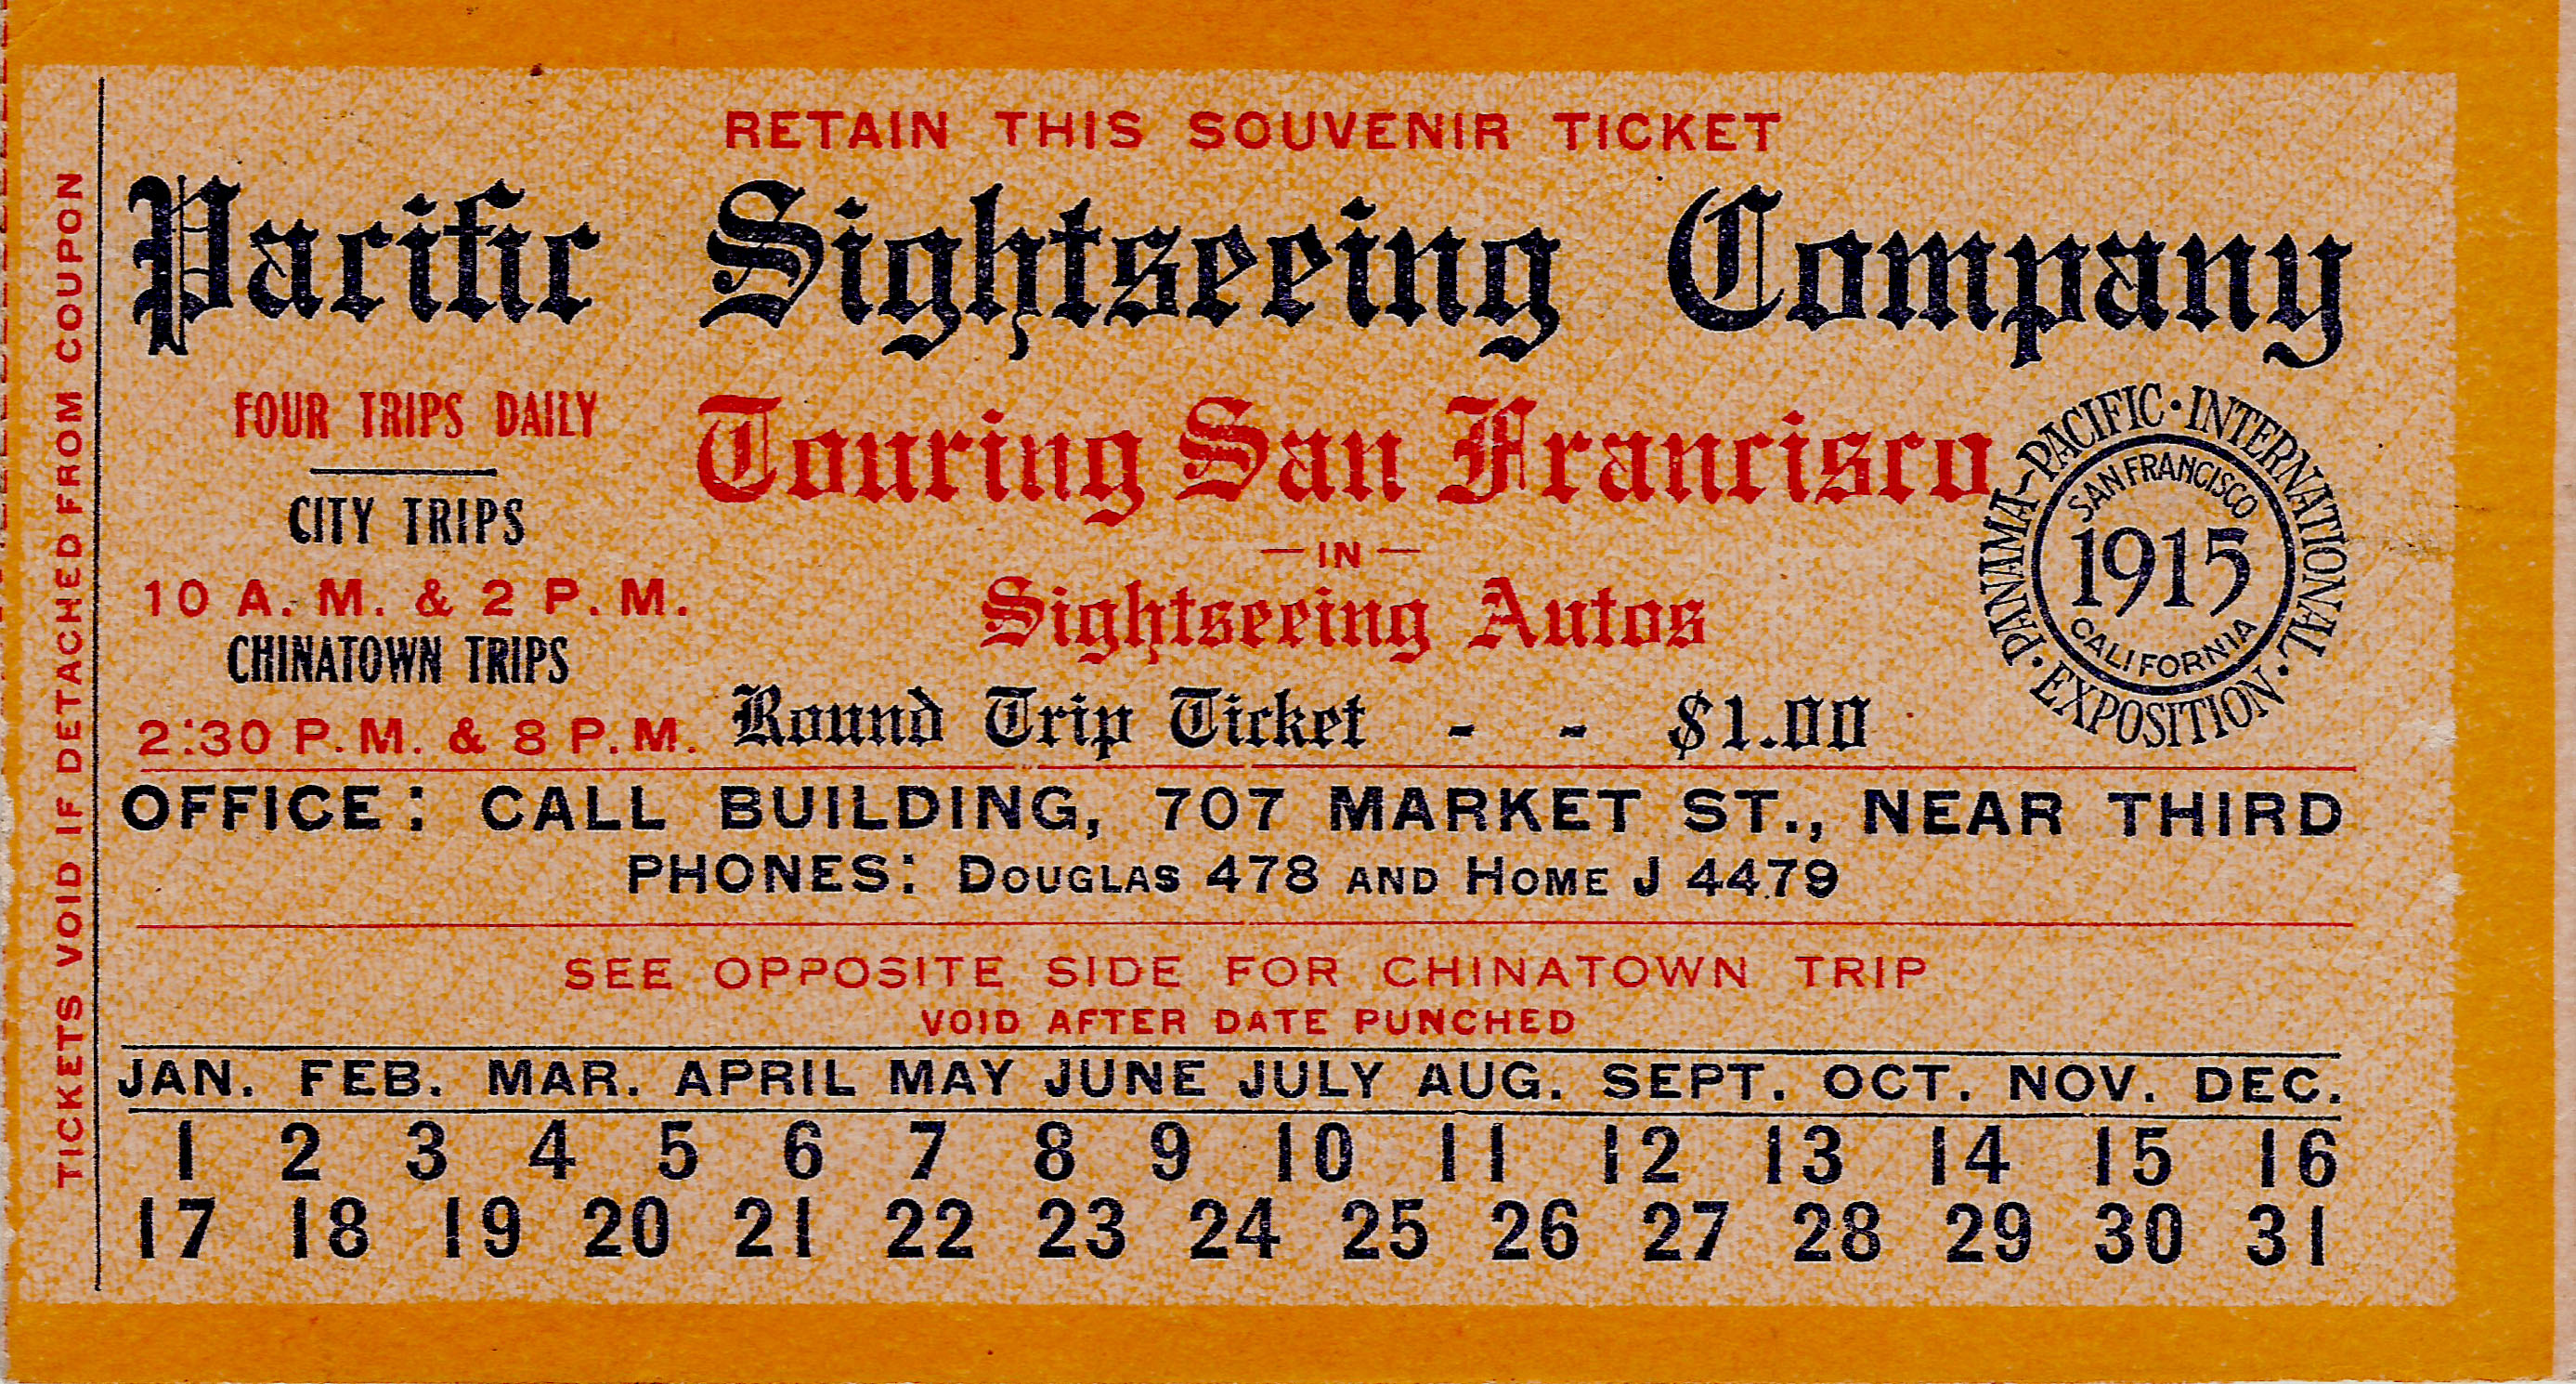 RETAIN THIS SOUVENIR TICKET
Pacific Sightseeing Company
FOUR TRIPS DAILY
CITY TRIPS
10 A. M. & 2 P. M.
CHINATOWN TRIPS
2:30 P. M. & 8 P. M.
Touring San Francisco
— IN —
Sightseeing Autos
Round Trip Ticket - - $1.00
PANAMA-PACIFIC · INTERNATIONAL · EXPOSITION ·
SAN FRANCISCO
1915
CALIFORNIA
OFFICE: CALL BUILDING, 707 MARKET ST., NEAR THIRD
PHONES: DOUGLAS 478 AND HOME J 4479
SEE OPPOSITE SIDE FOR CHINATOWN TRIP
VOID AFTER DATE PUNCHED
JAN. FEB. MAR. APRIL MAY JUNE JULY AUG. SEPT. OCT. NOV. DEC.
1 2 3 4 5 6 7 8 9 10 11 12 13 14 15 16
17 18 19 20 21 22 23 24 25 26 27 28 29 30 31
TICKETS VOID IF DETACHED FROM COUPON